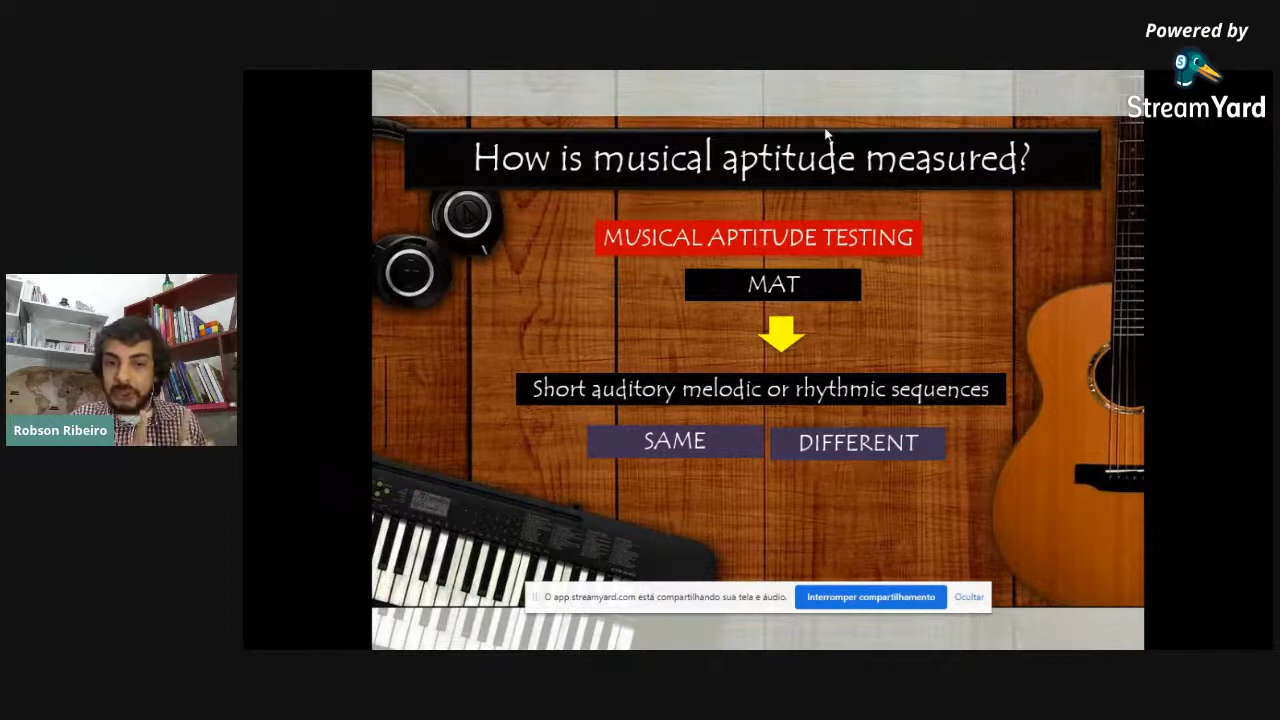 Powered by
StreamYard
How is musical aptitude measured?
MUSICAL APTITUDE TESTING
MAT
Short auditory melodic or rhythmic sequences
SAME
DIFFERENT
Robson Ribeiro
O app streamyard.com está compartilhando sua tela e áudio.
Interromper compartilhamento
Ocultar